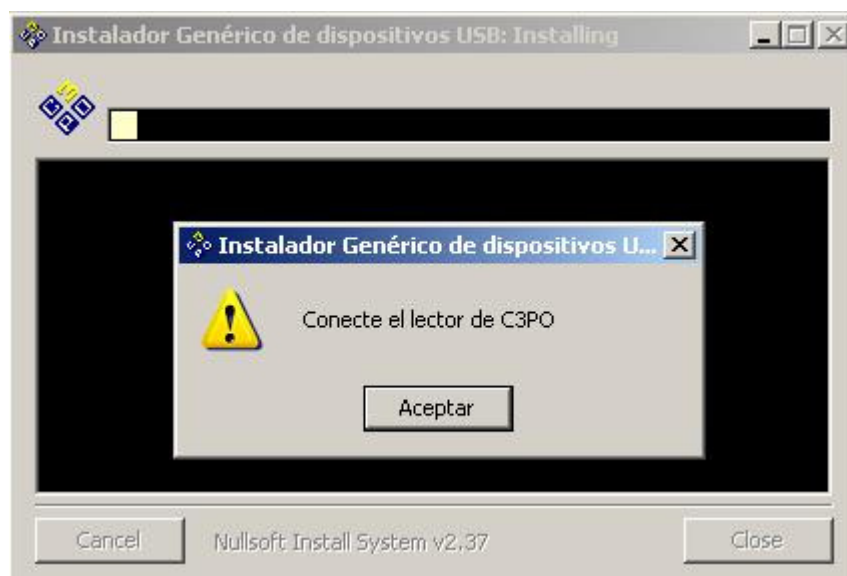 Instalador Genérico de dispositivos USB: Installing
C3PO
Instalador Genérico de dispositivos U...
Conecte el lector de C3PO
Aceptar
Cancel
Nullsoft Install System v2.37
Close